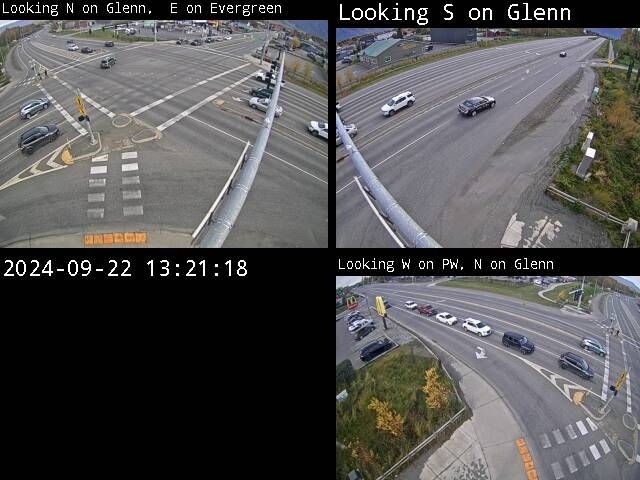 Looking N on Glenn,  E on Evergreen
Looking S on Glenn
2024-09-22 13:21:18
Looking W on PW, N on Glenn